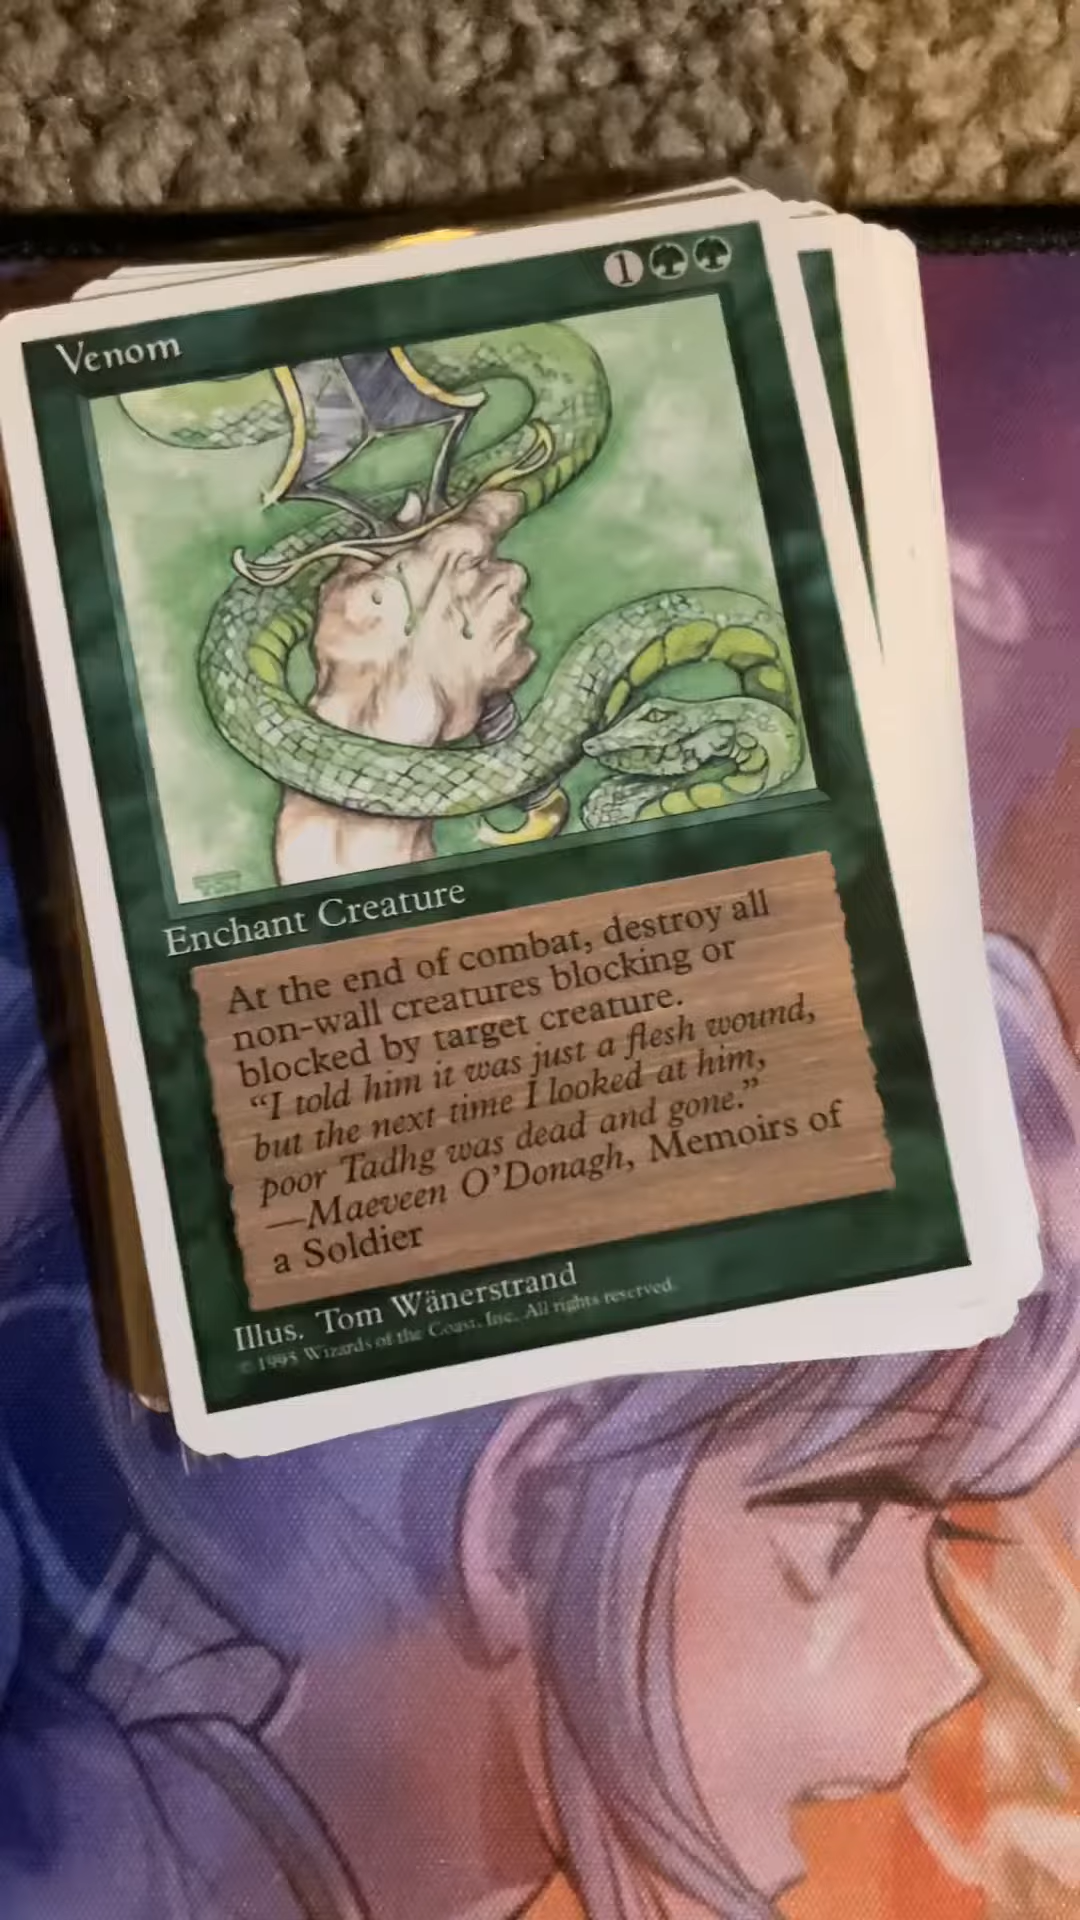 Venom
1
Enchant Creature
At the end of combat, destroy all
non-wall creatures blocking or
blocked by target creature.
“I told him it was just a flesh wound,
but the next time I looked at him,
poor Tadhg was dead and gone.”
—Maeveen O’Donagh, Memoirs of
a Soldier
Illus. Tom Wänerstrand
© 1995 Wizards of the Coast, Inc. All rights reserved.